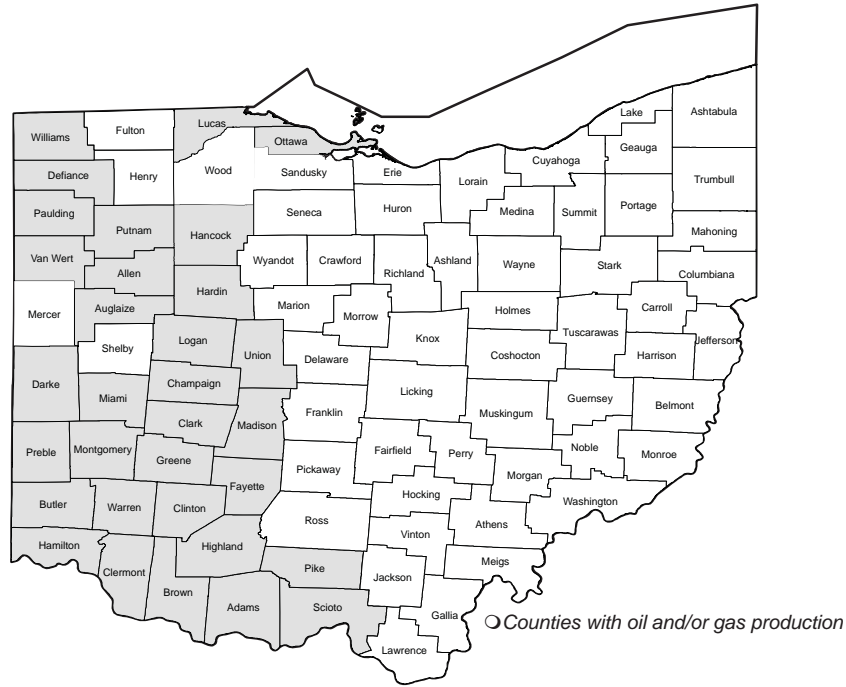 Lake
Ashtabula
Lucas
Fulton
Williams
Ottawa
Geauga
Cuyahoga
Wood
Sandusky
Erie
Defiance
Henry
Lorain
Trumbull
Portage
Paulding
Seneca
Huron
Medina
Summit
Putnam
Hancock
Mahoning
Van Wert
Wyandot
Crawford
Richland
Ashland
Wayne
Stark
Allen
Columbiana
Hardin
Marion
Auglaize
Mercer
Morrow
Holmes
Carroll
Tuscarawas
Jefferson
Logan
Knox
Shelby
Union
Coshocton
Harrison
Delaware
Darke
Champaign
Licking
Miami
Guernsey
Belmont
Franklin
Muskingum
Clark
Madison
Preble
Montgomery
Fairfield
Perry
Noble
Monroe
Greene
Pickaway
Morgan
Fayette
Hocking
Washington
Butler
Warren
Clinton
Ross
Athens
Vinton
Hamilton
Highland
Meigs
Clermont
Pike
Jackson
Brown
Adams
Scioto
Gallia
Counties with oil and/or gas production
Lawrence